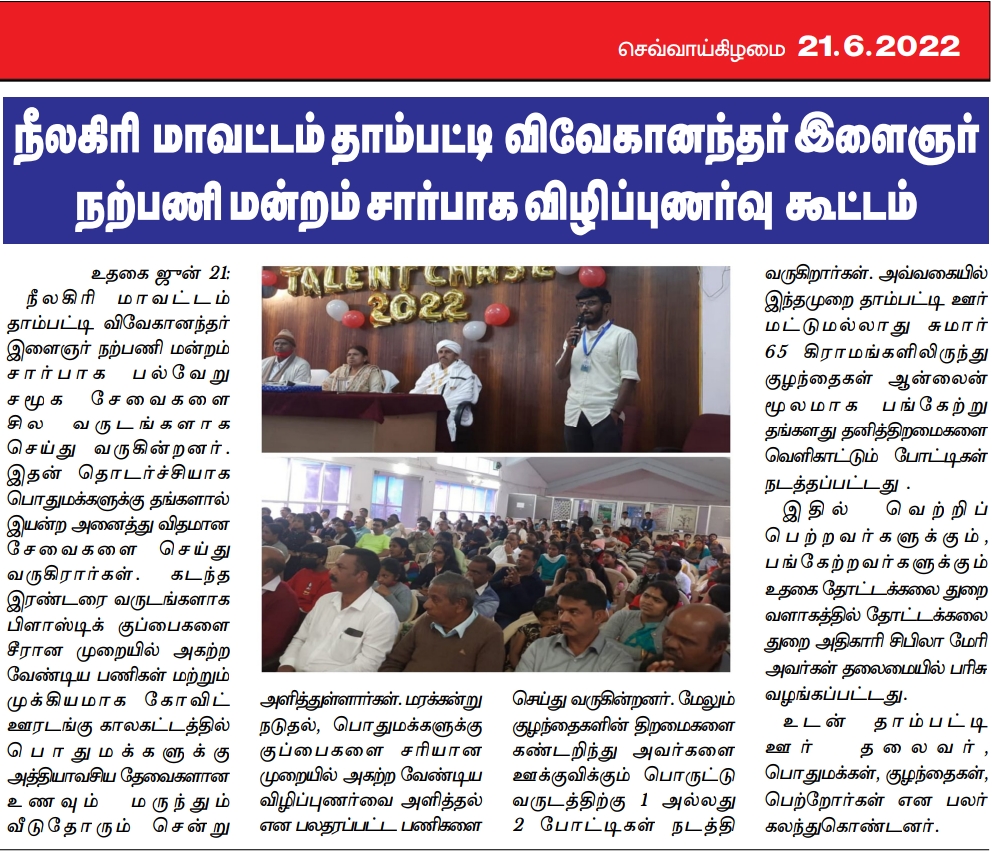 செவ்வாய்கிழமை 21.6.2022
நீலகிரி மாவட்டம் தாம்பட்டி விவேகானந்தர் இளைஞர்
நற்பணி மன்றம் சார்பாக விழிப்புணர்வு கூட்டம்
உதகை ஜுன் 21:
நீலகிரி மாவட்டம்
தாம்பட்டி விவேகானந்தர்
இளைஞர் நற்பணி மன்றம்
சார்பாக பல்வேறு
சமூக சேவைகளை
சில வருடங்களாக
செய்து வருகின்றனர்.
இதன் தொடர்ச்சியாக
பொதுமக்களுக்கு தங்களால்
இயன்ற அனைத்து விதமான
சேவைகளை செய்து
வருகிரார்கள். கடந்த
இரண்டரை வருடங்களாக
பிளாஸ்டிக் குப்பைகளை
சீரான முறையில் அகற்ற
வேண்டிய பணிகள் மற்றும்
முக்கியமாக கோவிட்
ஊரடங்கு காலகட்டத்தில்
பொதுமக்களுக்கு
அத்தியாவசிய தேவைகளான
உணவும் மருந்தும்
வீடுதோரும் சென்று
TALENT CHASE
2022
அளித்துள்ளார்கள். மரக்கன்று
நடுதல், பொதுமக்களுக்கு
குப்பைகளை சரியான
முறையில் அகற்ற வேண்டிய
விழிப்புணர்வை அளித்தல்
என பலதரப்பட்ட பணிகளை
செய்து வருகின்றனர். மேலும்
குழந்தைகளின் திறமைகளை
கண்டறிந்து அவர்களை
ஊக்குவிக்கும் பொருட்டு
வருடத்திற்கு 1 அல்லது
2 போட்டிகள் நடத்தி
வருகிறார்கள். அவ்வகையில்
இந்தமுறை தாம்பட்டி ஊர்
மட்டுமல்லாது சுமார்
65 கிராமங்களிலிருந்து
குழந்தைகள் ஆன்லைன்
மூலமாக பங்கேற்று
தங்களது தனித்திறமைகளை
வெளிகாட்டும் போட்டிகள்
நடத்தப்பட்டது .
இதில் வெற்றிப்
பெற்றவர்களுக்கும்,
பங்கேற்றவர்களுக்கும்
உதகை தோட்டக்கலை துறை
வளாகத்தில் தோட்டக்கலை
துறை அதிகாரி சிபிலா மேரி
அவர்கள் தலைமையில் பரிசு
வழங்கப்பட்டது.
உடன் தாம்பட்டி
ஊர் தலைவர்,
பொதுமக்கள், குழந்தைகள்,
பெற்றோர்கள் என பலர்
கலந்துகொண்டனர்.